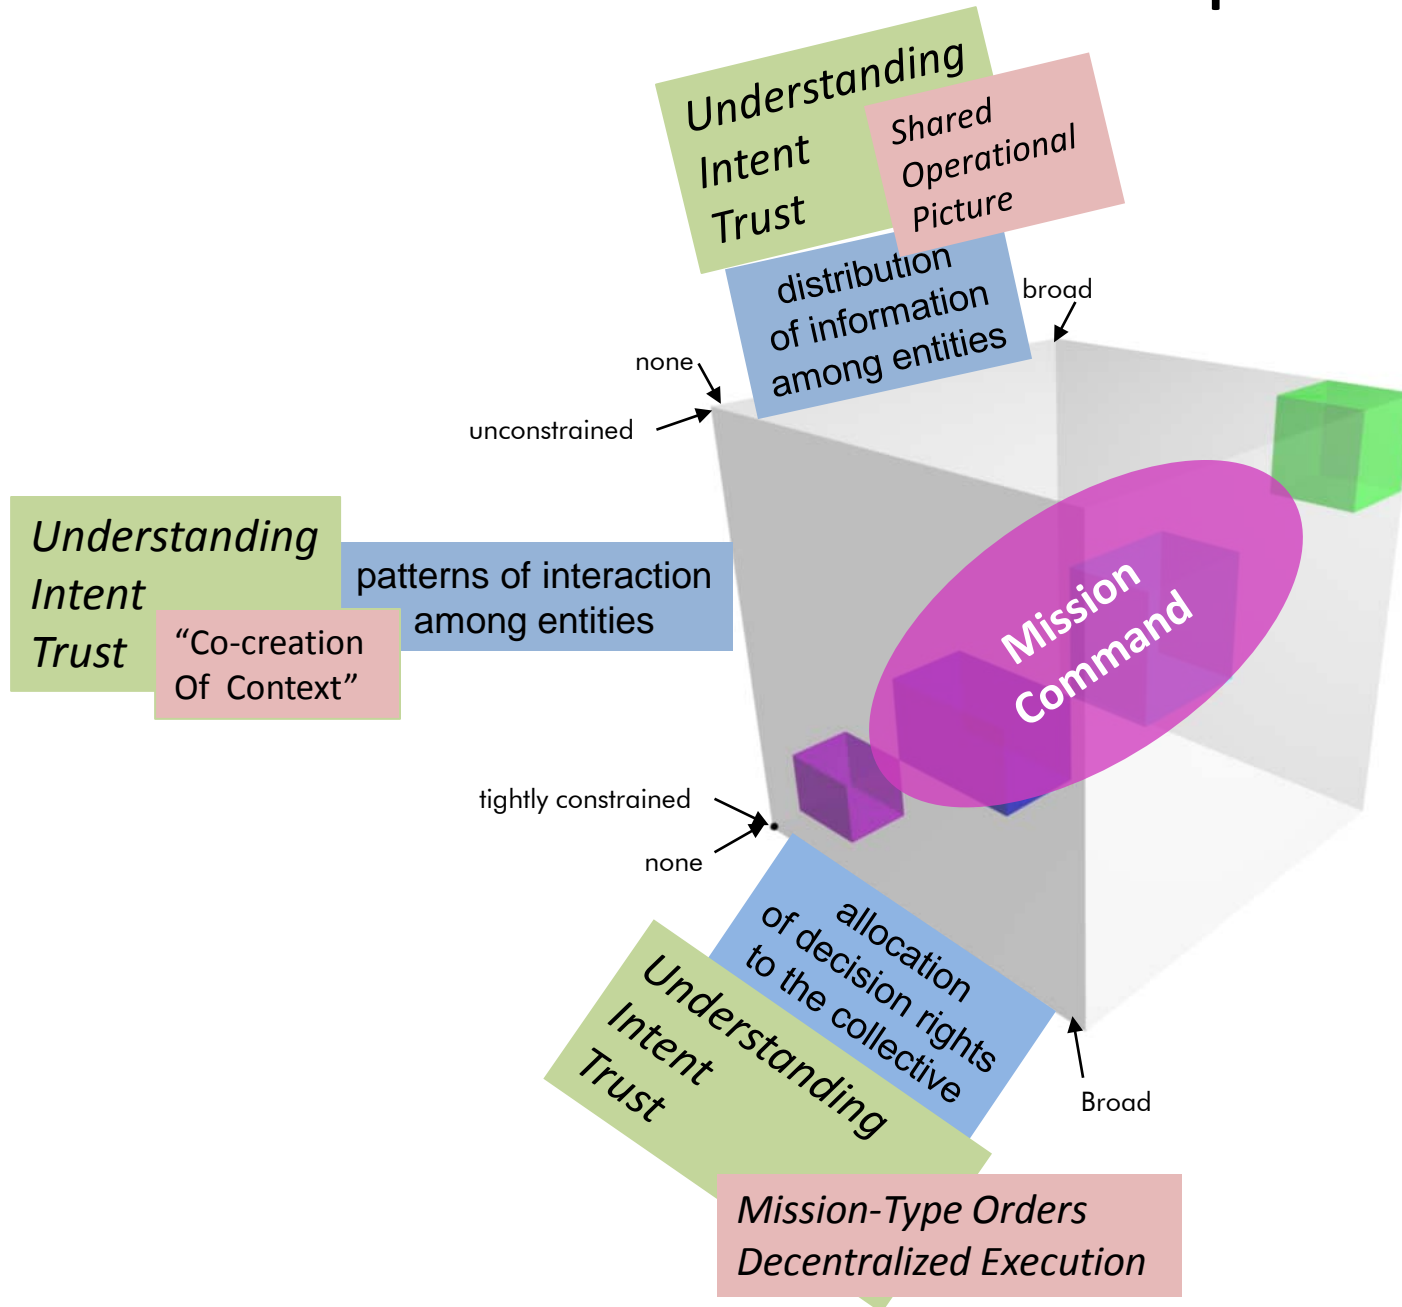 Understanding
Intent
Trust
Shared
Operational
Picture
distribution
of information
among entities
broad
none
unconstrained
Understanding
Intent
Trust
"Co-creation
Of Context"
patterns of interaction
among entities
Mission
Command
tightly constrained
none
allocation
of decision rights
to the collective
Understanding
Intent
Trust
Broad
Mission-Type Orders
Decentralized Execution